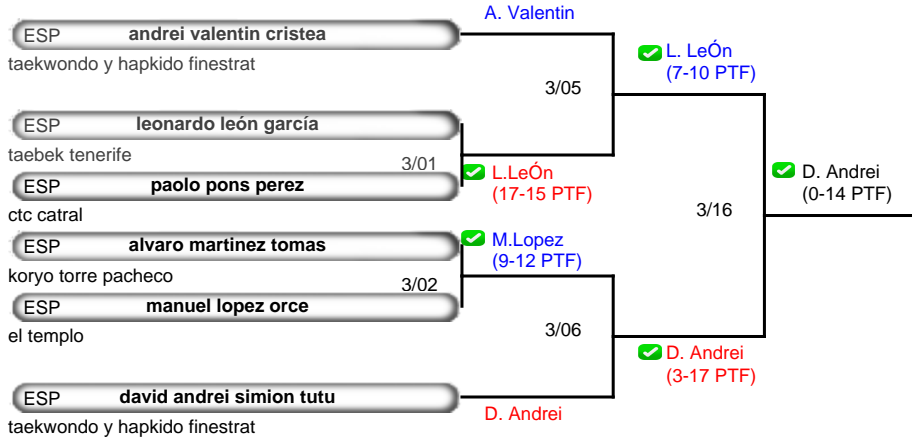 A. Valentin
ESP andrei valentin cristea
taekwondo y hapkido finestrat
L. LeÓn
(7-10 PTF)
3/05
ESP leonardo león garcía
taebek tenerife
3/01
L.LeÓn
(17-15 PTF)
ESP paolo pons perez
ctc catral
D. Andrei
(0-14 PTF)
3/16
ESP alvaro martinez tomas
koryo torre pacheco
M.Lopez
(9-12 PTF)
3/02
ESP manuel lopez orce
el templo
3/06
D. Andrei
(3-17 PTF)
ESP david andrei simion tutu
taekwondo y hapkido finestrat
D. Andrei